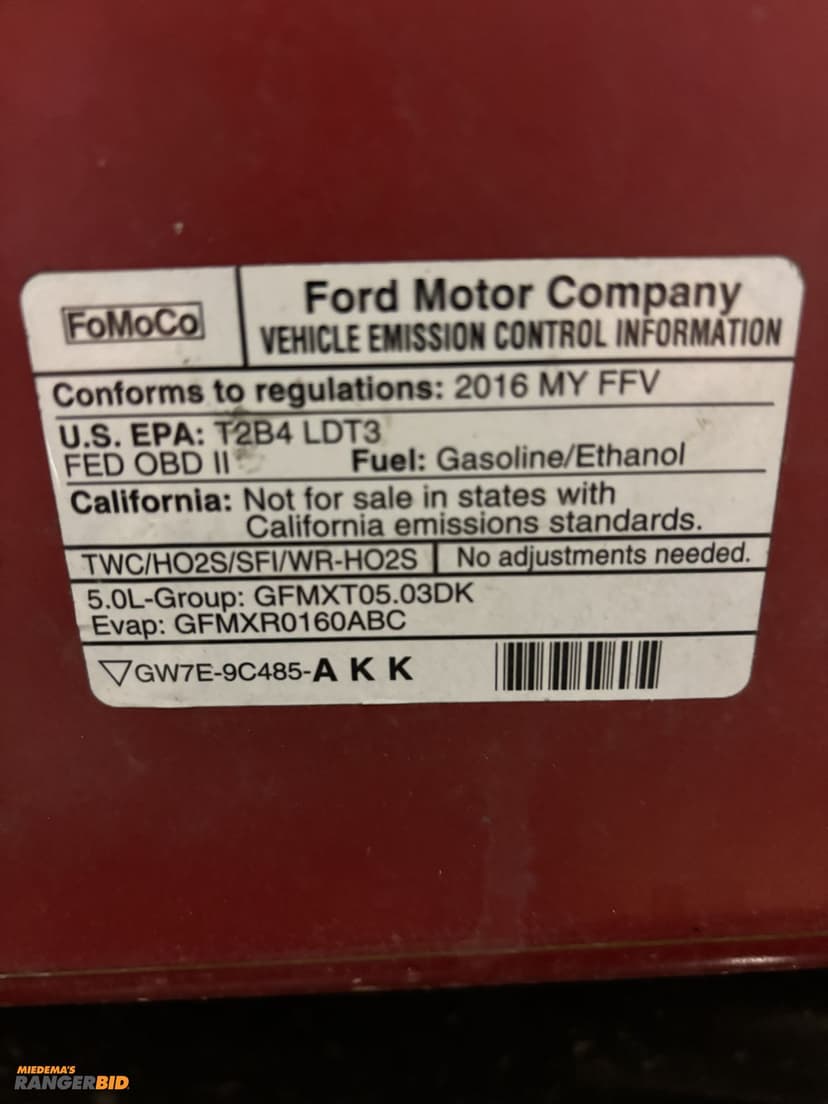 FoMoCo
Ford Motor Company
VEHICLE EMISSION CONTROL INFORMATION
Conforms to regulations: 2016 MY FFV
U.S. EPA: T2B4 LDT3
FED OBD II Fuel: Gasoline/Ethanol
California: Not for sale in states with
California emissions standards.
TWC/HO2S/SFI/WR-HO2S No adjustments needed.
5.0L-Group: GFMXT05.03DK
Evap: GFMXR0160ABC
▽GW7E-9C485-A K K
MIEDEMA'S
RANGERBID